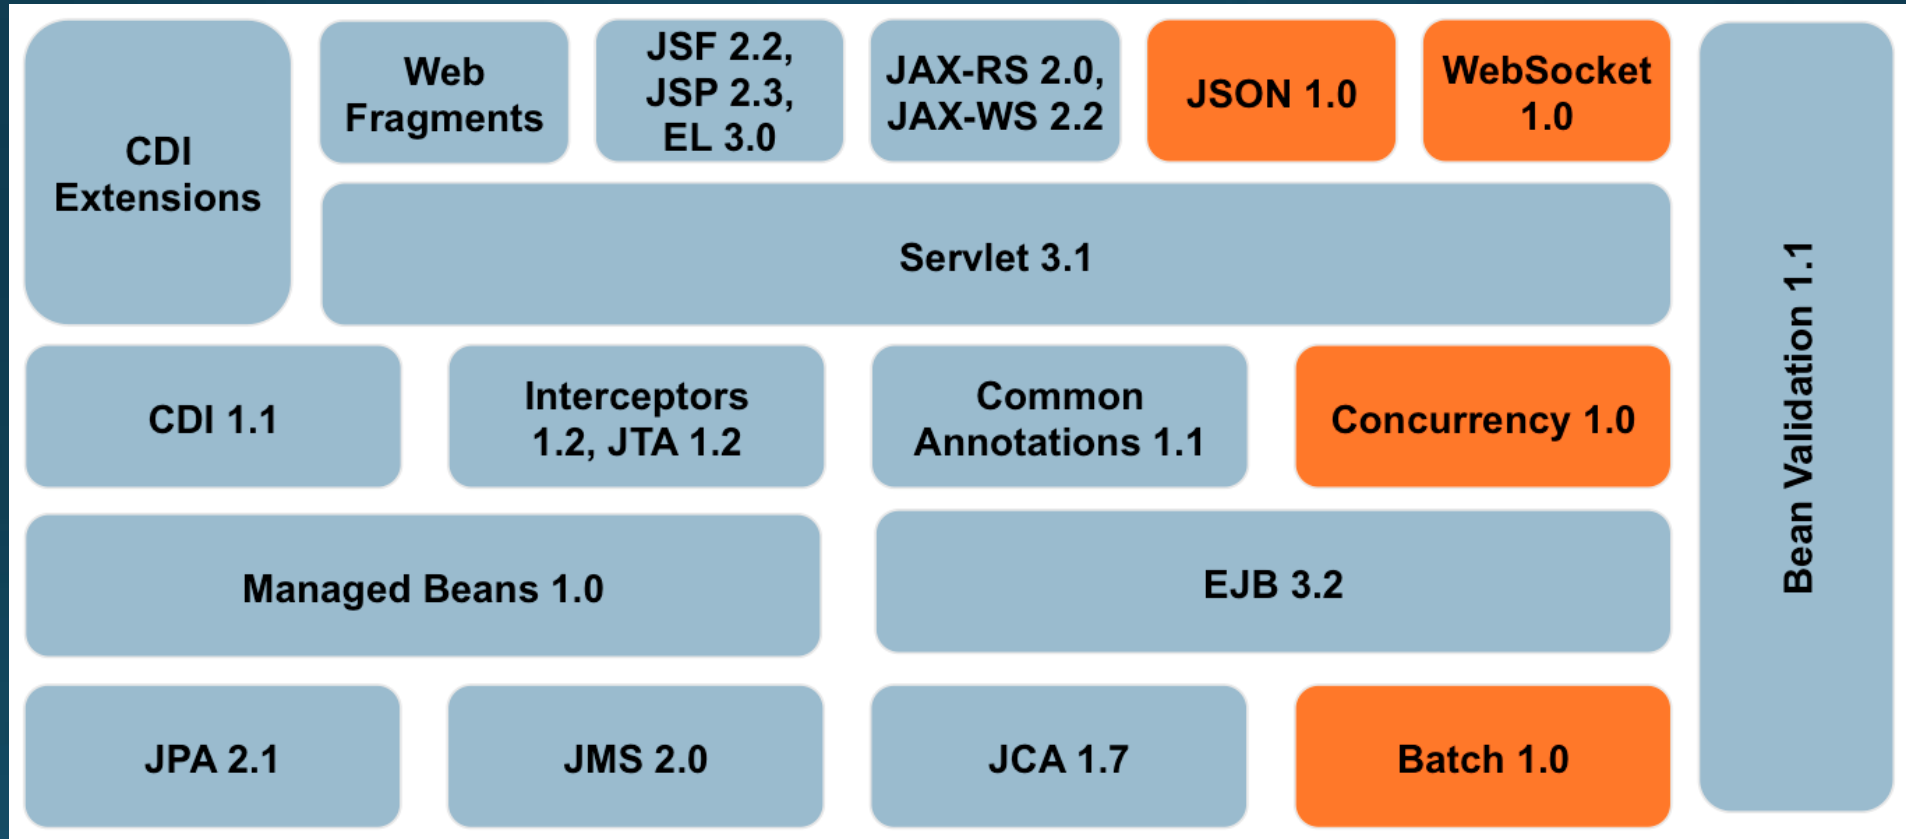 CDI
Extensions
Web
Fragments
JSF 2.2,
JSP 2.3,
EL 3.0
JAX-RS 2.0,
JAX-WS 2.2
JSON 1.0
WebSocket
1.0
Servlet 3.1
CDI 1.1
Interceptors
1.2, JTA 1.2
Common
Annotations 1.1
Concurrency 1.0
Managed Beans 1.0
EJB 3.2
JPA 2.1
JMS 2.0
JCA 1.7
Batch 1.0
Bean Validation 1.1